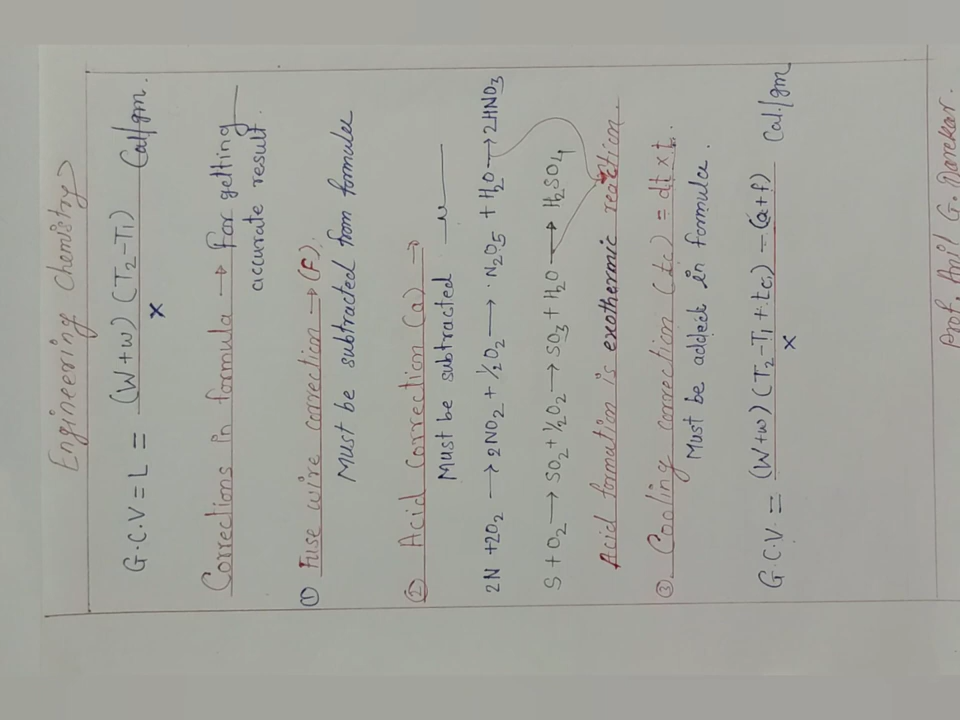 Engineering Chemistry>
G.C.V = L = (W+w) (T₂-T₁) / x Cal/gm.
Corrections in formula → For getting
accurate result.
① Fuse wire correction → (F).
Must be subtracted from formulae
② Acid Correction (a) →
Must be subtracted —〃—
2N + 2O₂ → 2NO₂ + ½O₂ → N₂O₅ + H₂O → 2HNO₃
S + O₂ → SO₂ + ½O₂ → SO₃ + H₂O → H₂SO₄
Acid formation is exothermic reaction.
③ Cooling correction (tc) = dt × t.
Must be added in formula.
G.C.V. = (W+w) (T₂-T₁+tc) - (a+f) / x Cal./gm
Prof. Anil G. Darekar.